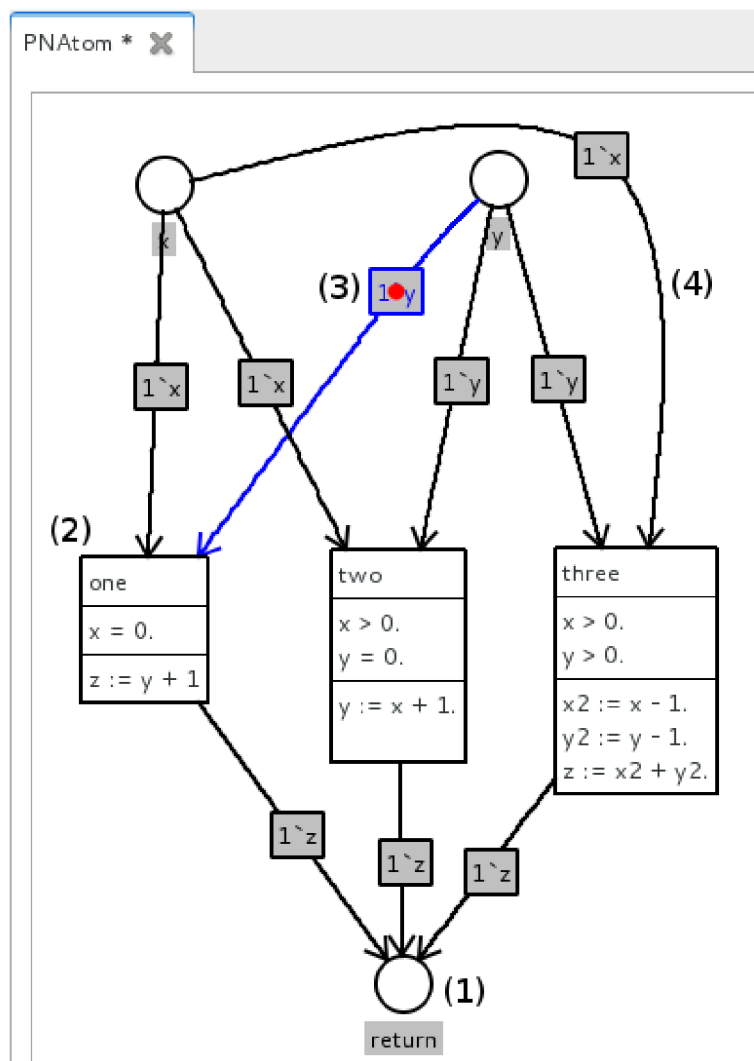 PNAtom *
1`x
x
y
(3)
1 y
(4)
1`x
1`x
1`y
1`y
(2)
one
x = 0.
z := y + 1
two
x > 0.
y = 0.
y := x + 1.
three
x > 0.
y > 0.
x2 := x - 1.
y2 := y - 1.
z := x2 + y2.
1`z
1`z
1`z
(1)
return